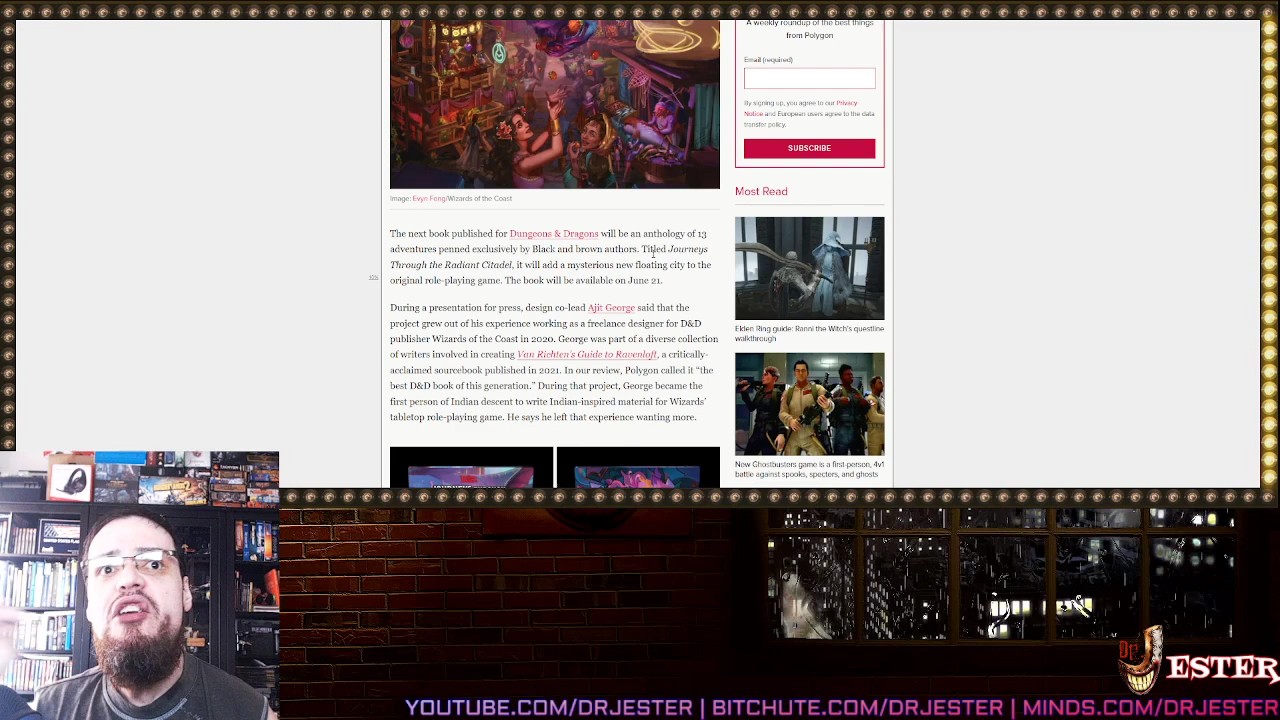 A weekly roundup of the best things
from Polygon
Email (required)
By signing up, you agree to our Privacy
Notice and European users agree to the data
transfer policy.
SUBSCRIBE
Most Read
Elden Ring guide: Ranni the Witch's questline
walkthrough
New Ghostbusters game is a first-person, 4v1
battle against spooks, specters, and ghosts
Image: Evyn Fong/Wizards of the Coast
The next book published for Dungeons & Dragons will be an anthology of 13
adventures penned exclusively by Black and brown authors. Titled Journeys
Through the Radiant Citadel, it will add a mysterious new floating city to the
original role-playing game. The book will be available on June 21.
During a presentation for press, design co-lead Ajit George said that the
project grew out of his experience working as a freelance designer for D&D
publisher Wizards of the Coast in 2020. George was part of a diverse collection
of writers involved in creating Van Richten's Guide to Ravenloft, a critically-
acclaimed sourcebook published in 2021. In our review, Polygon called it "the
best D&D book of this generation." During that project, George became the
first person of Indian descent to write Indian-inspired material for Wizards'
tabletop role-playing game. He says he left that experience wanting more.
Dr
JESTER
YOUTUBE.COM/DRJESTER | BITCHUTE.COM/DRJESTER | MINDS.COM/DRJESTER